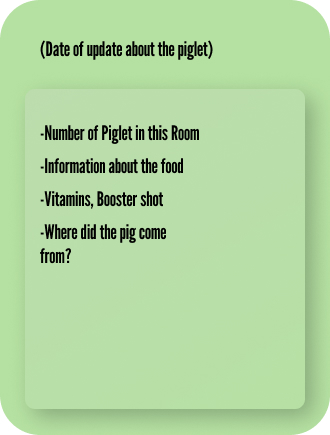 (Date of update about the piglet)
-Number of Piglet in this Room
-Information about the food
-Vitamins, Booster shot
-Where did the pig come
from?